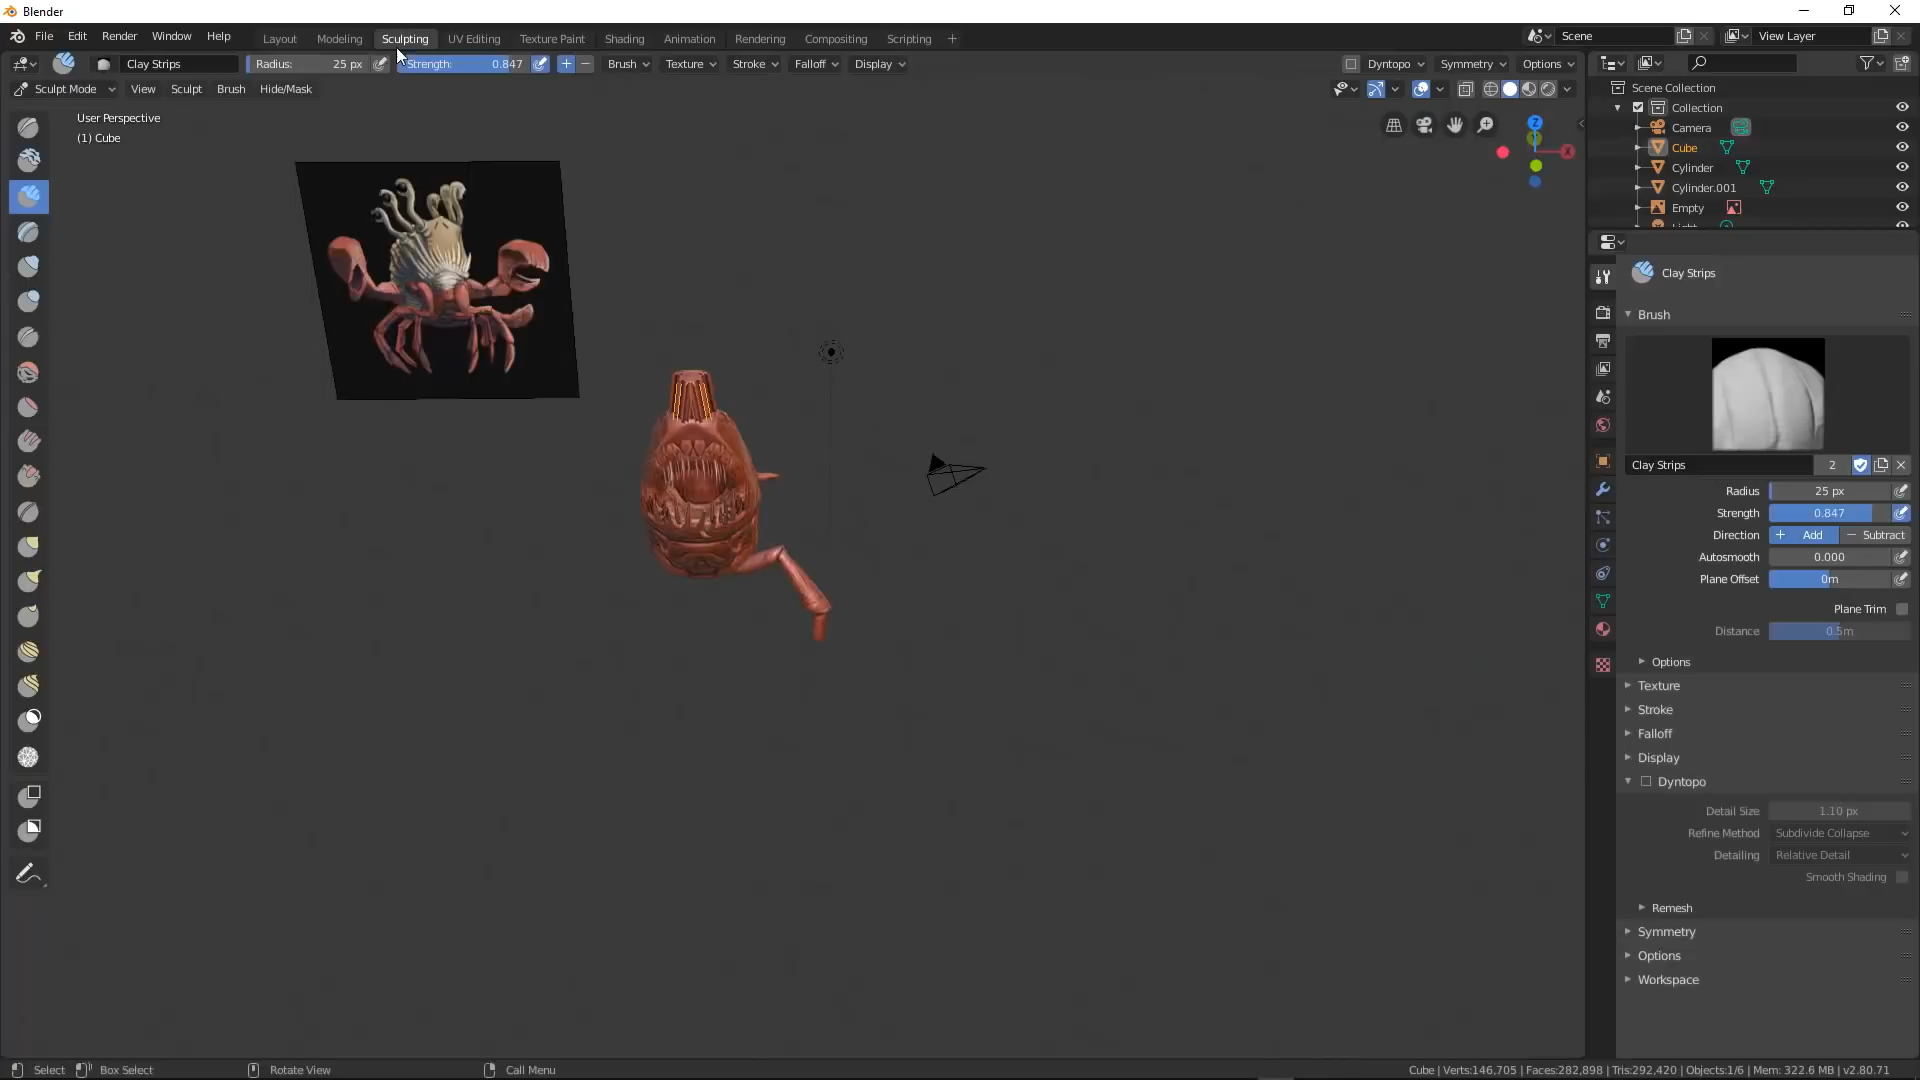 Blender
File Edit Render Window Help Layout Modeling Sculpting UV Editing Texture Paint Shading Animation Rendering Compositing Scripting + Scene View Layer
Clay Strips Radius: 25 px Strength: 0.847 Brush Texture Stroke Falloff Display Dyntopo Symmetry Options
Sculpt Mode View Sculpt Brush Hide/Mask
User Perspective
(1) Cube
Z
X
Scene Collection
Collection
Camera
Cube
Cylinder
Cylinder.001
Empty
Light
Clay Strips
Brush
Clay Strips 2
Radius 25 px
Strength 0.847
Direction + Add − Subtract
Autosmooth 0.000
Plane Offset 0m
Plane Trim
Distance 0.5m
Options
Texture
Stroke
Falloff
Display
Dyntopo
Detail Size 1.10 px
Refine Method Subdivide Collapse
Detailing Relative Detail
Smooth Shading
Remesh
Symmetry
Options
Workspace
Select Box Select Rotate View Call Menu Cube | Verts:146,705 | Faces:282,898 | Tris:292,420 | Objects:1/6 | Mem: 322.6 MB | v2.80.71